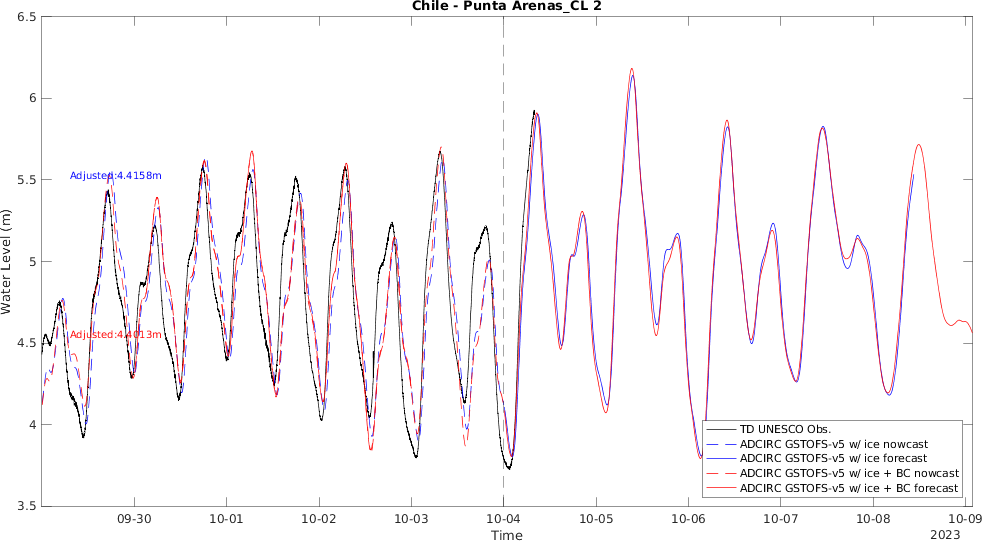 Chile - Punta Arenas_CL 2
Water Level (m)
6.5
6
5.5
5
4.5
4
3.5
Adjusted:4.4158m
Adjusted:4.4013m
TD UNESCO Obs.
ADCIRC GSTOFS-v5 w/ ice nowcast
ADCIRC GSTOFS-v5 w/ ice forecast
ADCIRC GSTOFS-v5 w/ ice + BC nowcast
ADCIRC GSTOFS-v5 w/ ice + BC forecast
09-30 10-01 10-02 10-03 10-04 10-05 10-06 10-07 10-08 10-09
Time
2023